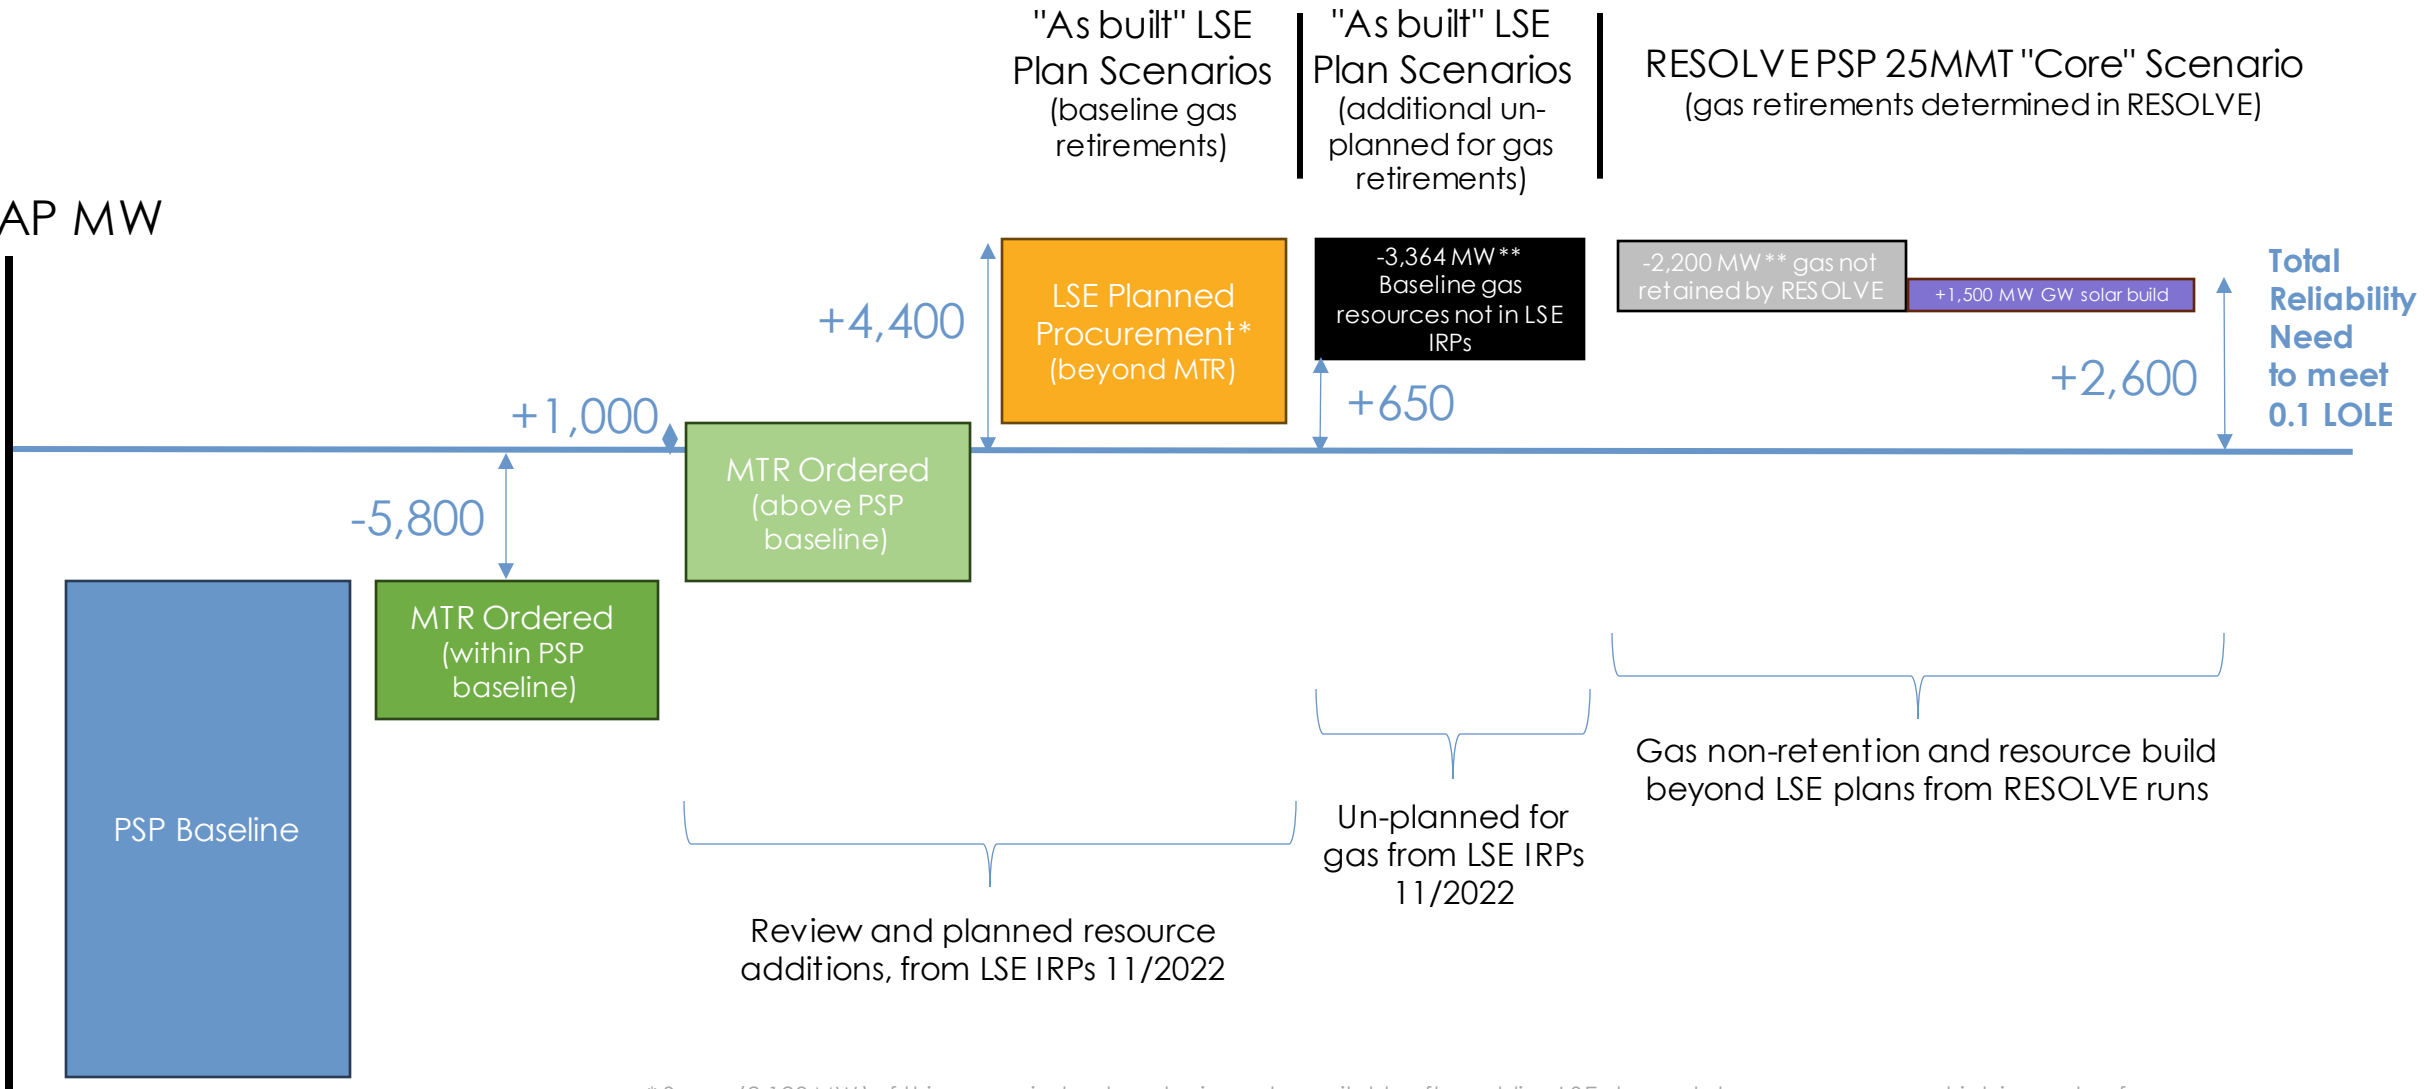 "As built" LSE
Plan Scenarios
(baseline gas
retirements)
"As built" LSE
Plan Scenarios
(additional un-
planned for gas
retirements)
RESOLVE PSP 25MMT "Core" Scenario
(gas retirements determined in RESOLVE)
AP MW
+4,400
LSE Planned
Procurement*
(beyond MTR)
-3,364 MW**
Baseline gas
resources not in LSE
IRPs
+650
-2,200 MW** gas not
retained by RESOLVE
+1,500 MW GW solar build
+2,600
Total
Reliability
Need
to meet
0.1 LOLE
+1,000
MTR Ordered
(above PSP
baseline)
-5,800
MTR Ordered
(within PSP
baseline)
PSP Baseline
Gas non-retention and resource build
beyond LSE plans from RESOLVE runs
Un-planned for
gas from LSE IRPs
11/2022
Review and planned resource
additions, from LSE IRPs 11/2022